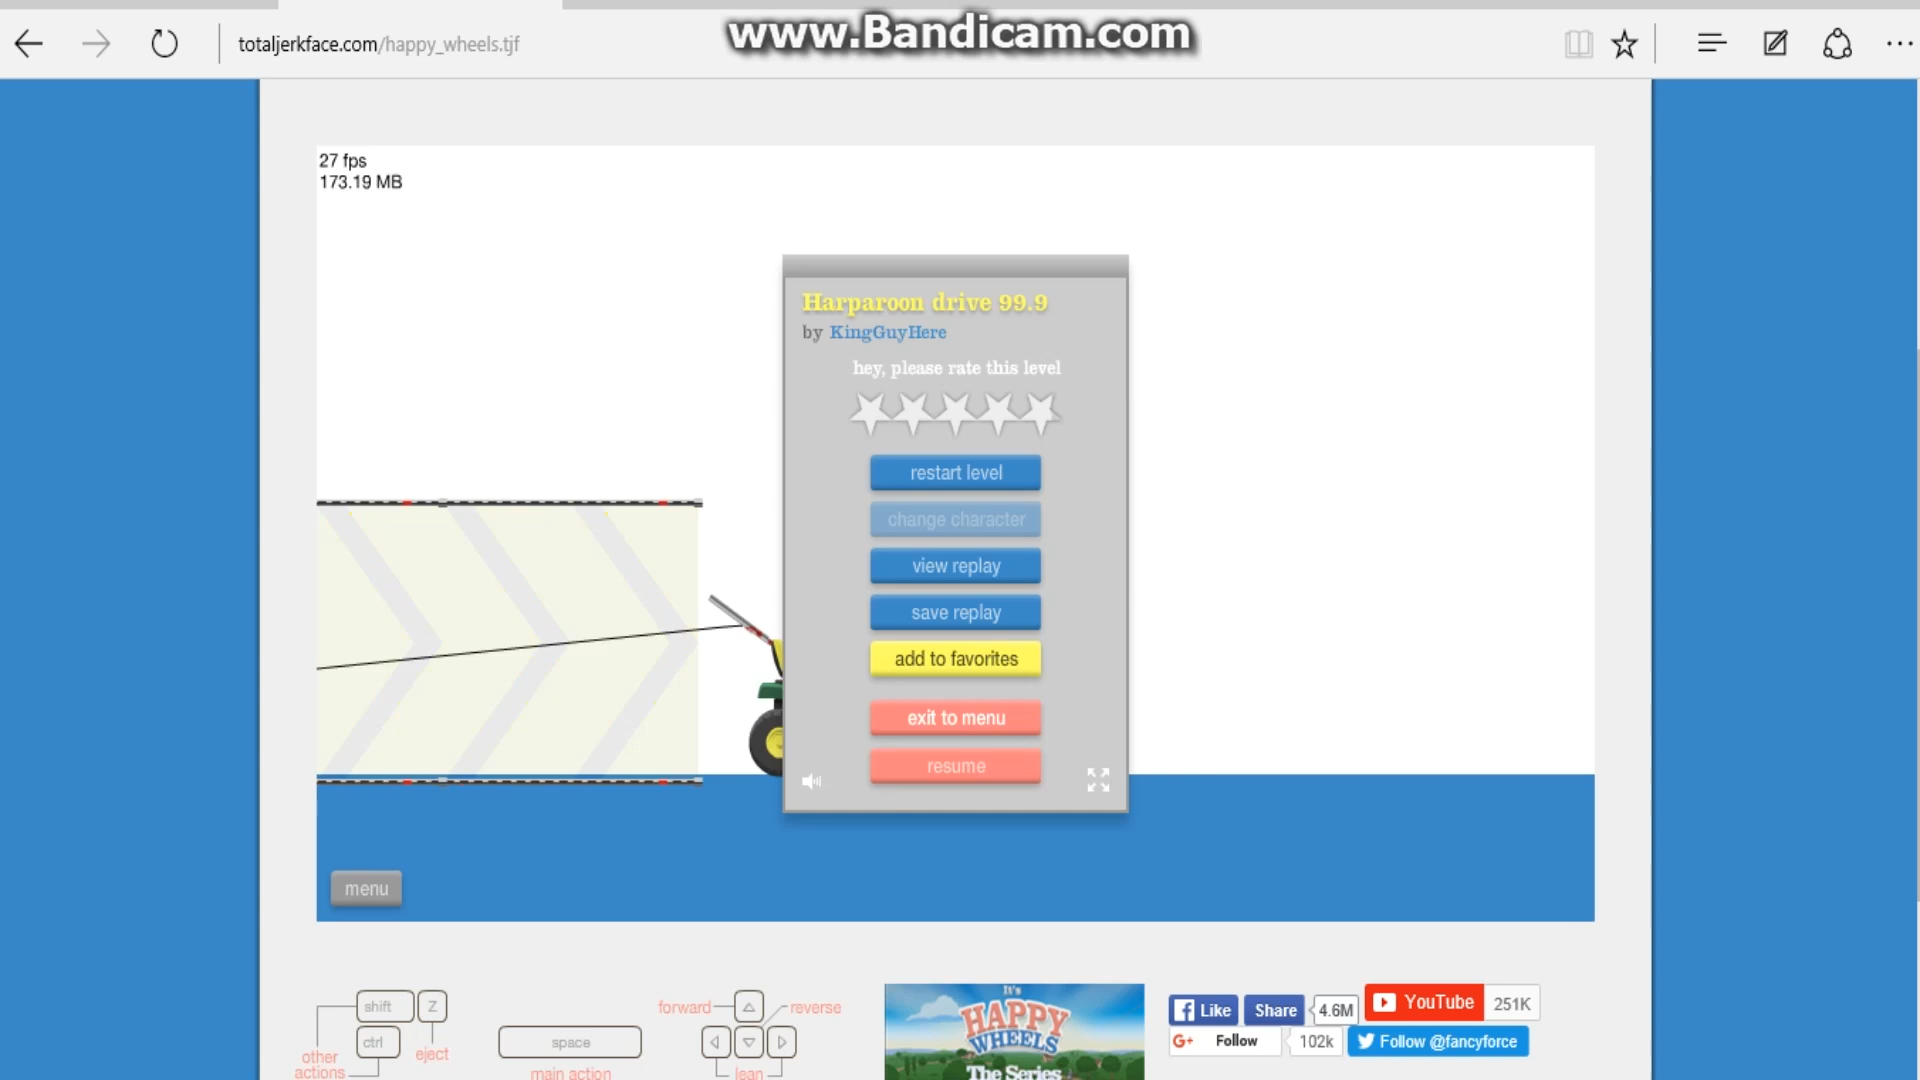 www.Bandicam.com
totaljerkface.com/happy_wheels.tjf
27 fps
173.19 MB
Harparoon drive 99.9
by KingGuyHere
hey, please rate this level
restart level
change character
view replay
save replay
add to favorites
exit to menu
resume
menu
shift
Z
ctrl
other
actions
eject
space
main action
forward
reverse
lean
It's
HAPPY
WHEELS
The Series
Like
Share
4.6M
YouTube
251K
G+
Follow
102k
Follow @fancyforce